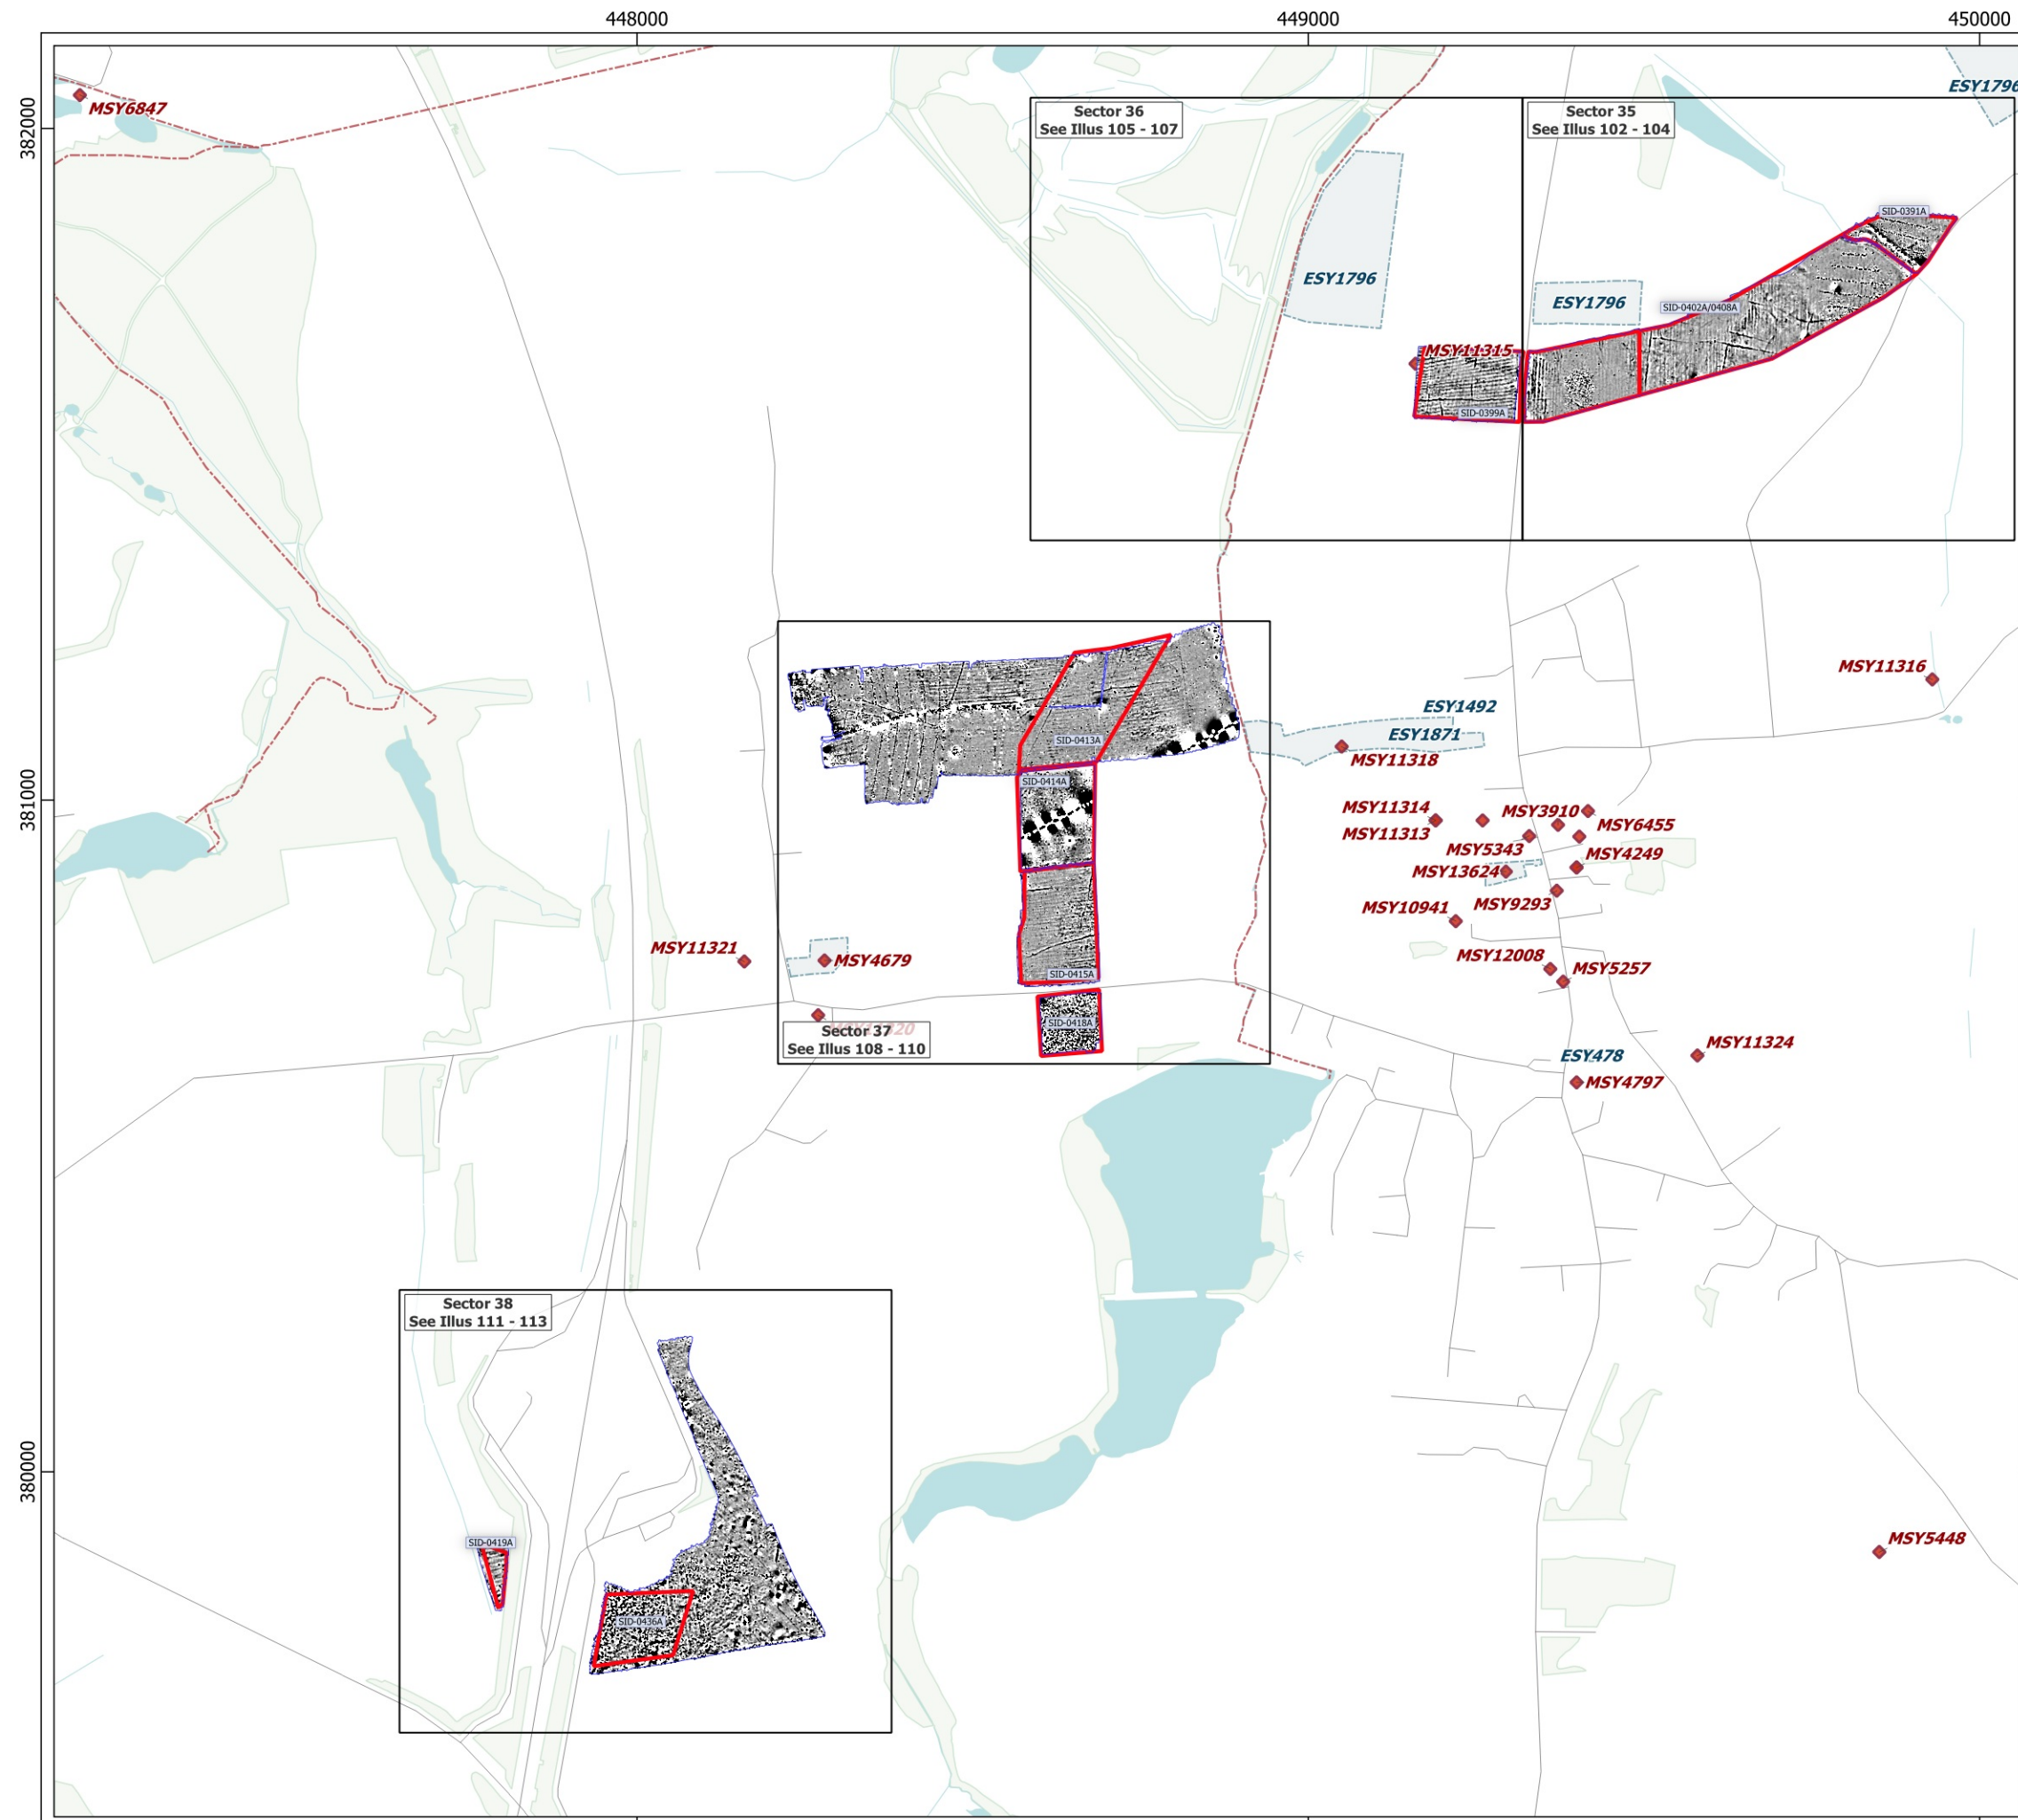 448000
449000
450000
382000
381000
380000
MSY6847
ESY1796
Sector 36
See Illus 105 - 107
Sector 35
See Illus 102 - 104
SID-0391A
ESY1796
ESY1796
SID-0402A/0408A
MSY11315
SID-0399A
MSY11316
ESY1492
ESY1871
MSY11318
SID-0413A
SID-0414A
MSY11314
MSY3910
MSY11313
MSY6455
MSY5343
MSY4249
MSY13624
MSY9293
MSY10941
MSY11321
MSY4679
MSY12008
MSY5257
SID-0415A
SID-0418A
Sector 37
See Illus 108 - 110
MSY11324
ESY478
MSY4797
Sector 38
See Illus 111 - 113
SID-0419A
SID-0436A
MSY5448